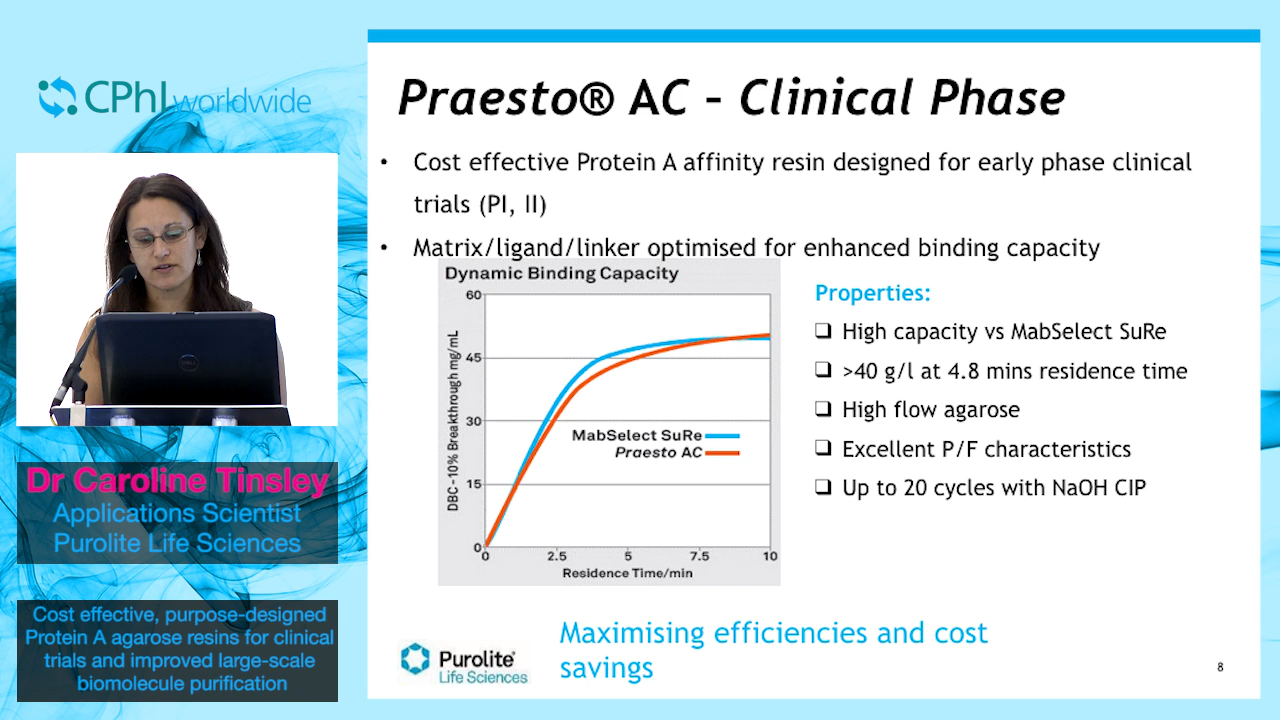 CPhI worldwide
Dr Caroline Tinsley
Applications Scientist
Purolite Life Sciences
Cost effective, purpose-designed
Protein A agarose resins for clinical
trials and improved large-scale
biomolecule purification
Praesto® AC – Clinical Phase
• Cost effective Protein A affinity resin designed for early phase clinical
trials (PI, II)
• Matrix/ligand/linker optimised for enhanced binding capacity
Dynamic Binding Capacity
DBC-10% Breakthrough mg/mL
60
45
30
15
0
MabSelect SuRe
Praesto AC
0 2.5 5 7.5 10
Residence Time/min
Properties:
❑ High capacity vs MabSelect SuRe
❑ >40 g/l at 4.8 mins residence time
❑ High flow agarose
❑ Excellent P/F characteristics
❑ Up to 20 cycles with NaOH CIP
Purolite®
Life Sciences
Maximising efficiencies and cost
savings
8